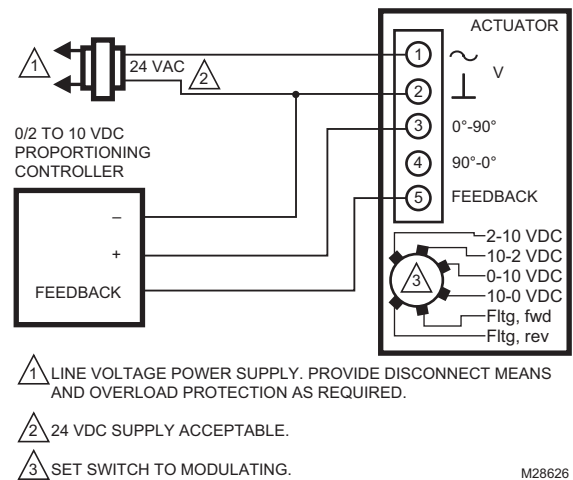 ACTUATOR
1
24 VAC
2
1
V
2
0/2 TO 10 VDC
PROPORTIONING
CONTROLLER
3
0°-90°
4
90°-0°
5
FEEDBACK
–
+
FEEDBACK
2-10 VDC
10-2 VDC
0-10 VDC
10-0 VDC
Fltg, fwd
Fltg, rev
3
1 LINE VOLTAGE POWER SUPPLY. PROVIDE DISCONNECT MEANS
AND OVERLOAD PROTECTION AS REQUIRED.
2 24 VDC SUPPLY ACCEPTABLE.
3 SET SWITCH TO MODULATING.
M28626